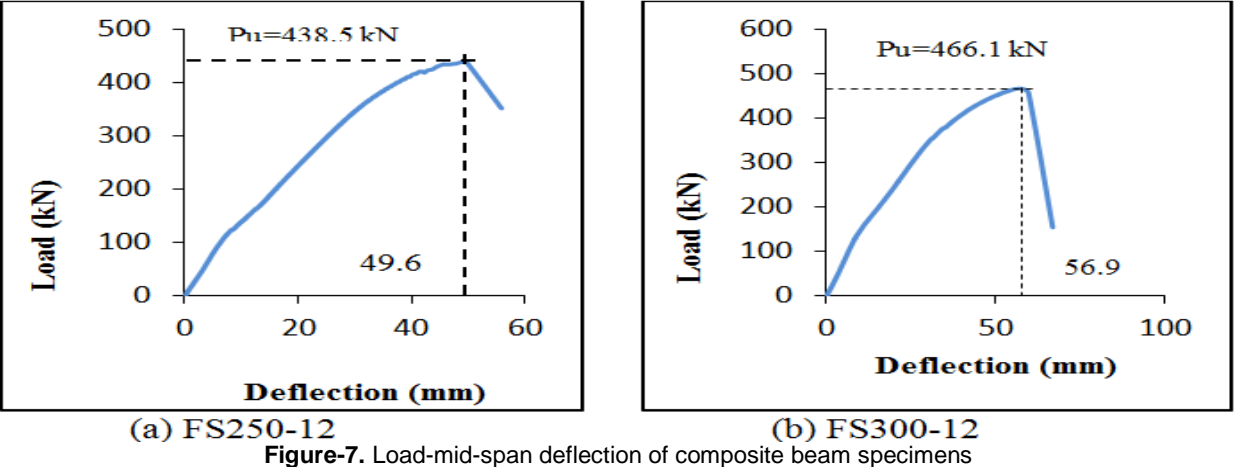 500
Pu=438.5 kN
400
300
200
100
0
Load (kN)
49.6
0 20 40 60
Deflection (mm)
(a) FS250-12
600
Pu=466.1 kN
500
400
300
200
100
0
Load (kN)
56.9
0 50 100
Deflection (mm)
(b) FS300-12
Figure-7. Load-mid-span deflection of composite beam specimens